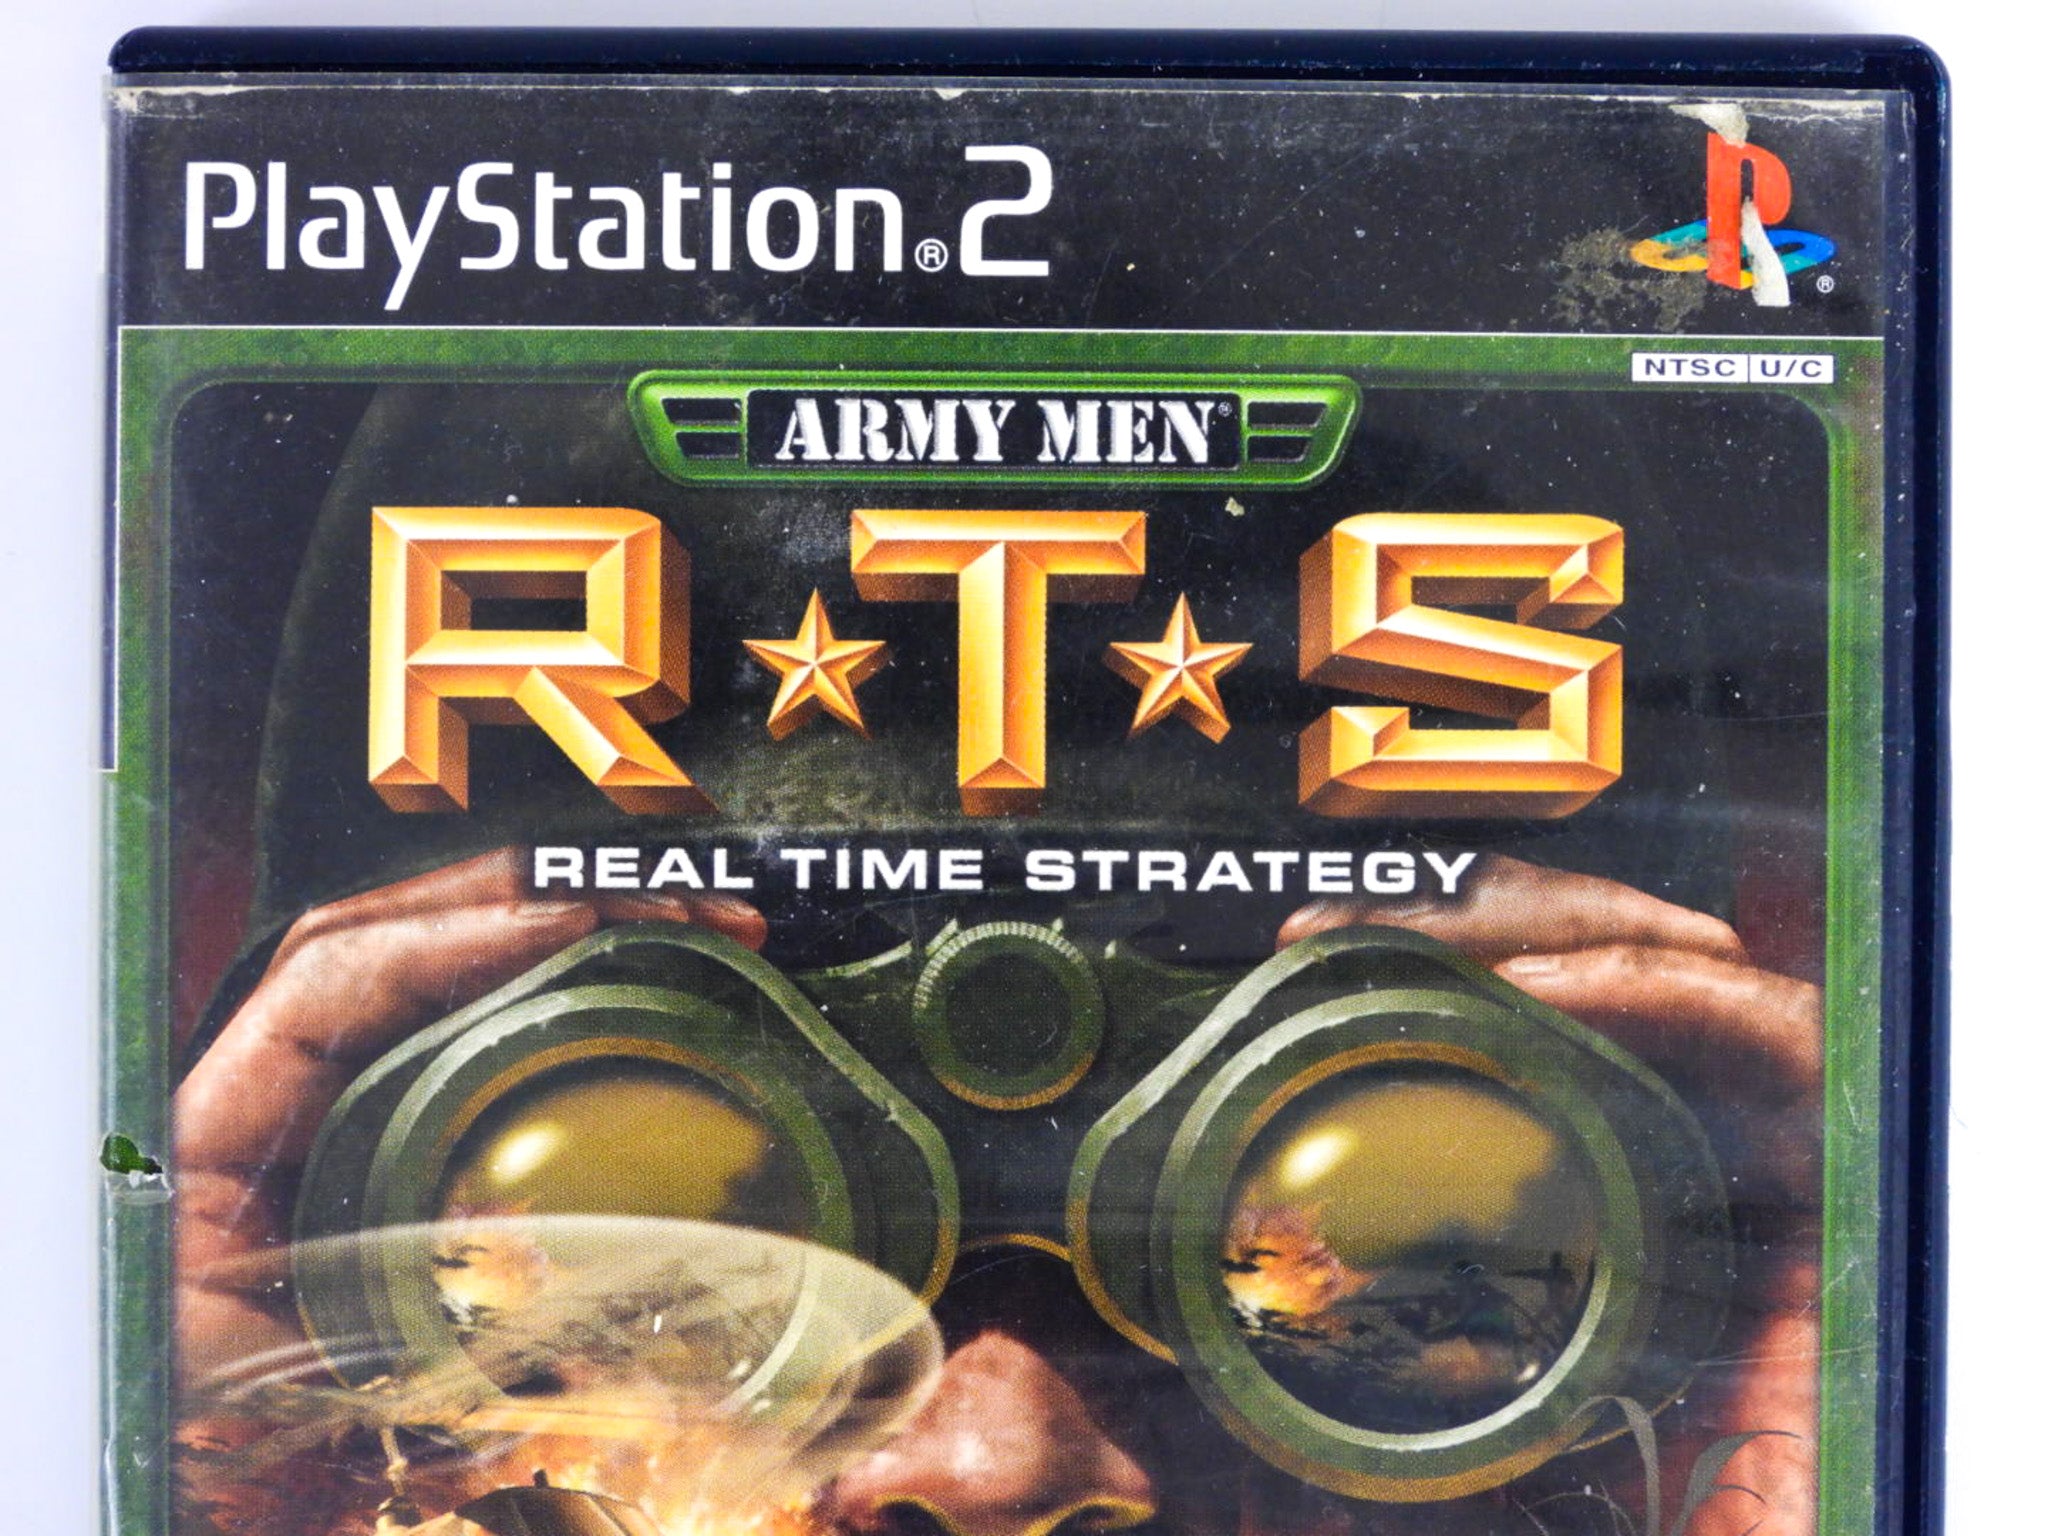 PlayStation®2
NTSC U/C
ARMY MEN®
R★T★S
REAL TIME STRATEGY